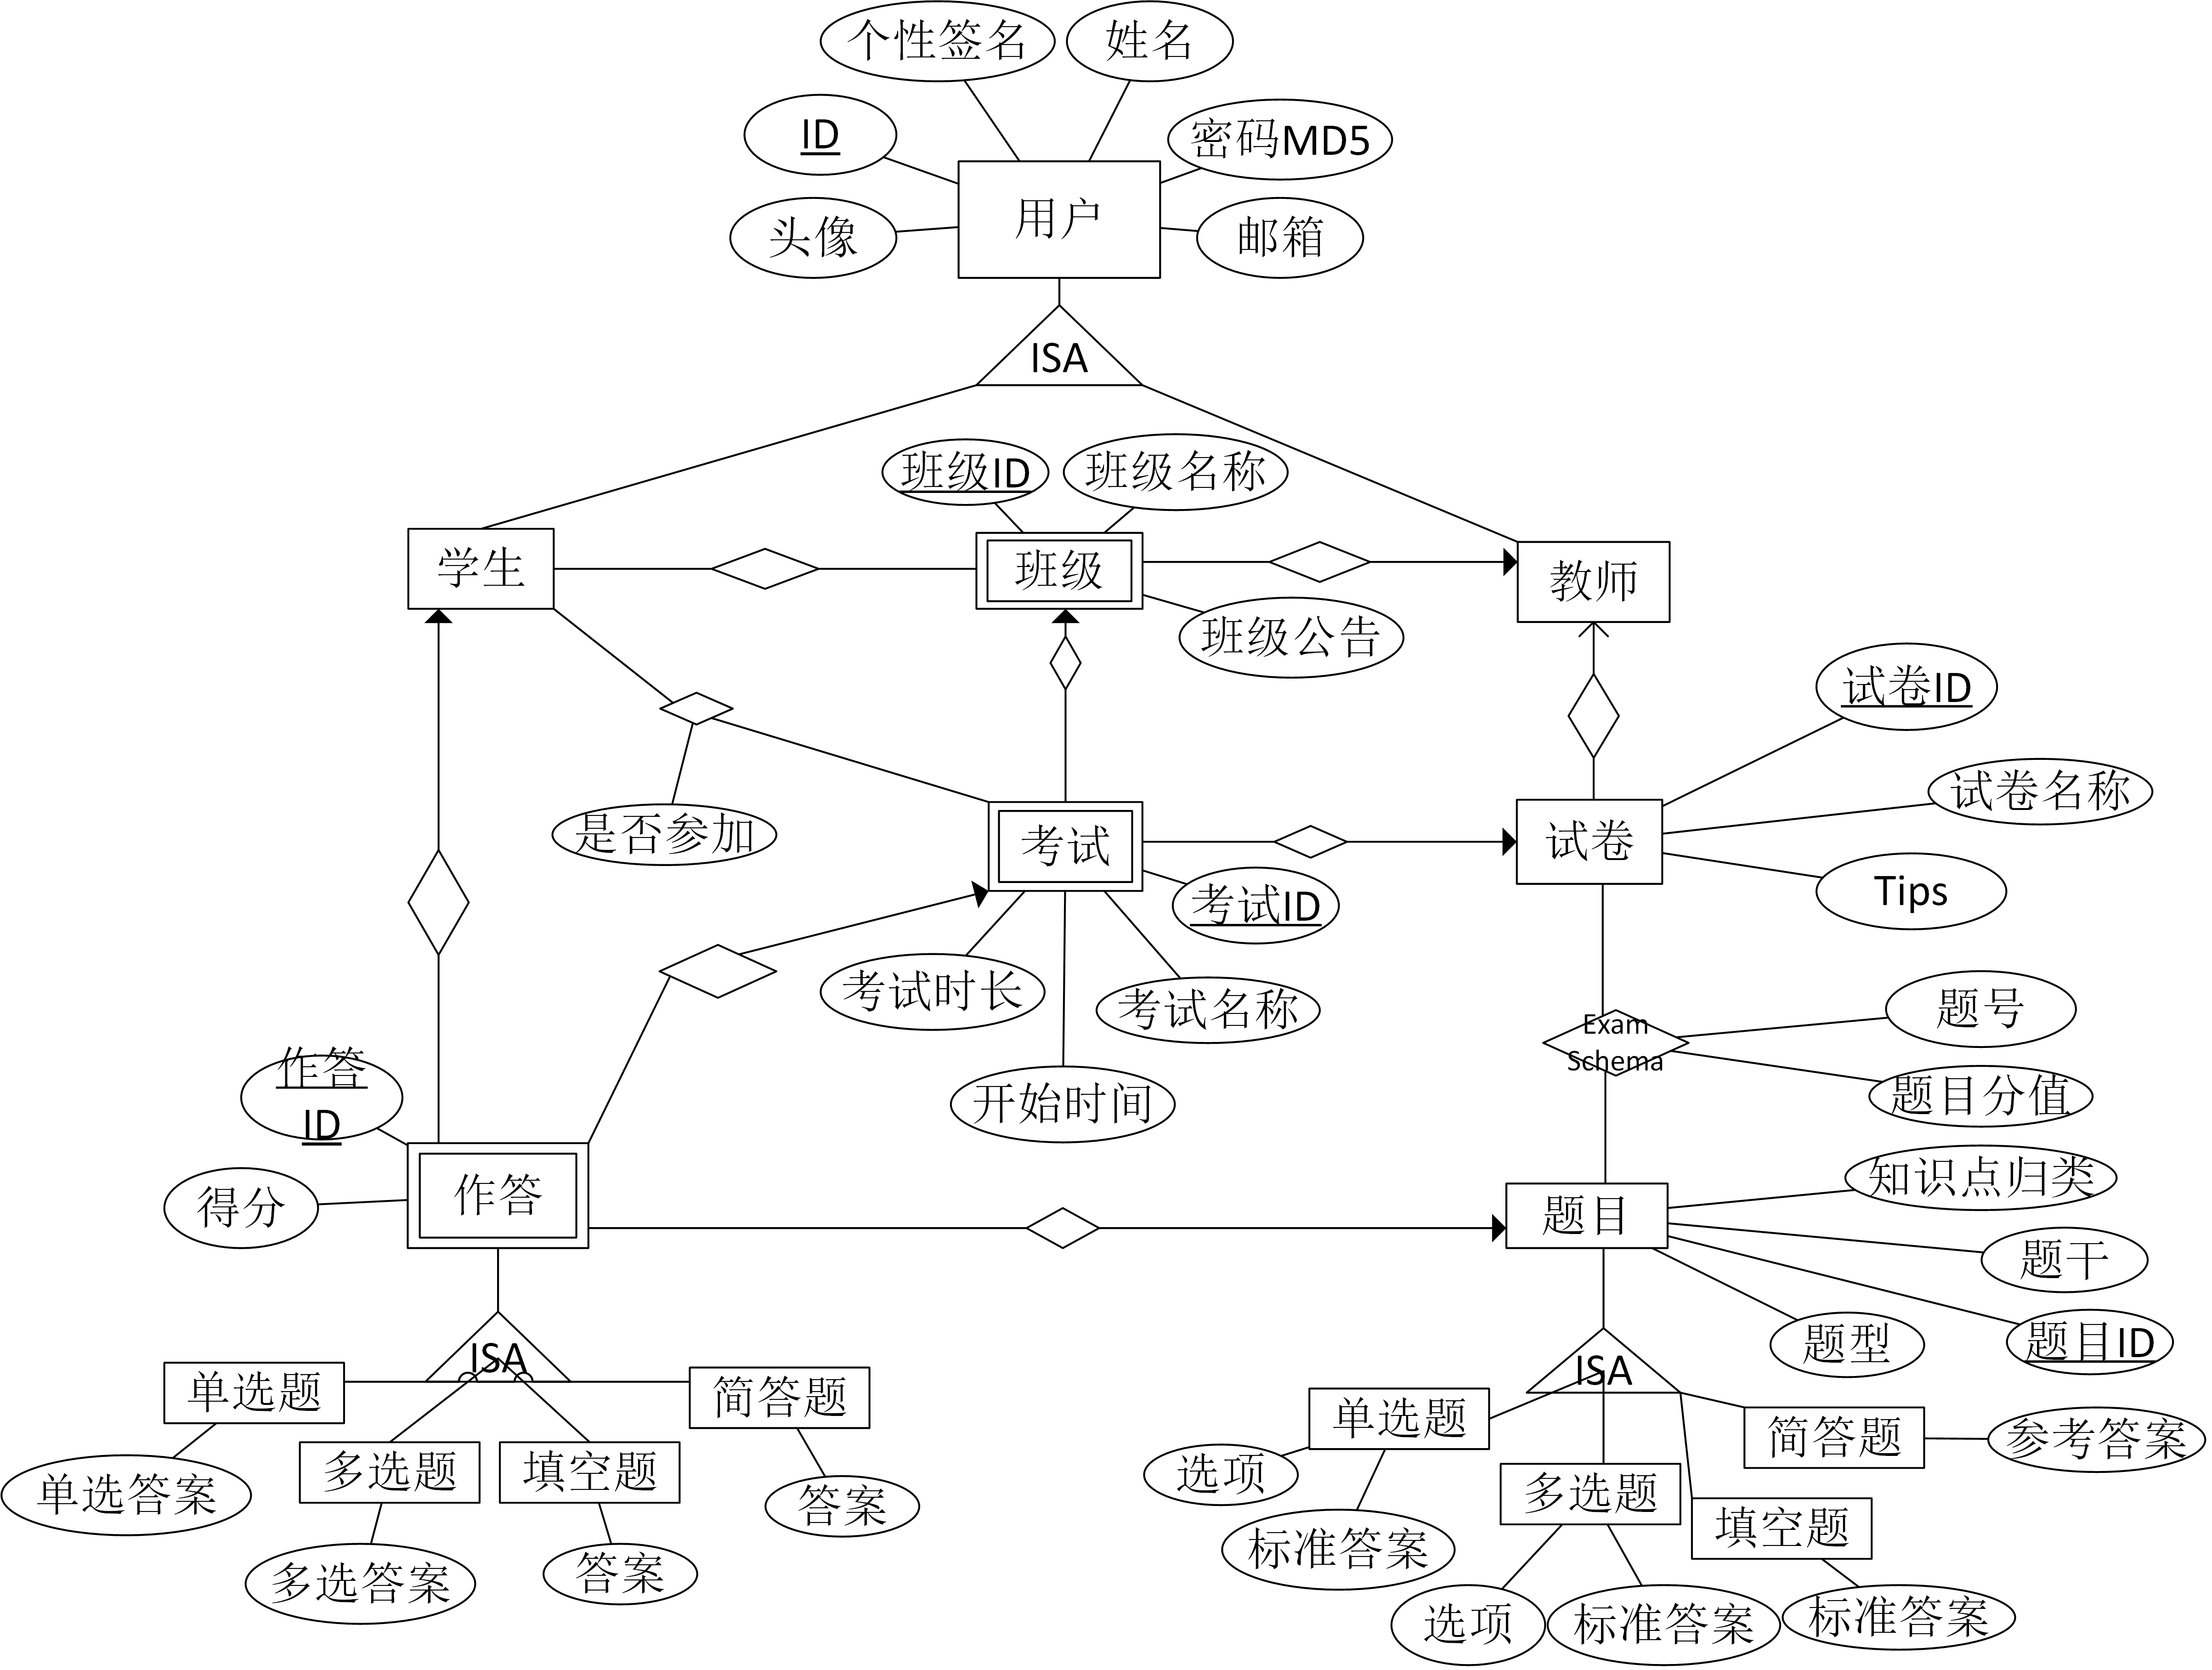 个性签名
姓名
ID
密码MD5
用户
头像
邮箱
ISA
班级ID
班级名称
学生
班级
教师
班级公告
试卷ID
试卷名称
是否参加
考试
试卷
考试ID
Tips
考试时长
考试名称
题号
Exam
Schema
开始时间
题目分值
作答
ID
知识点归类
作答
得分
题目
题干
题型
题目ID
ISA
ISA
单选题
简答题
单选题
简答题
参考答案
多选题
填空题
选项
多选题
单选答案
答案
填空题
标准答案
多选答案
答案
选项
标准答案
标准答案